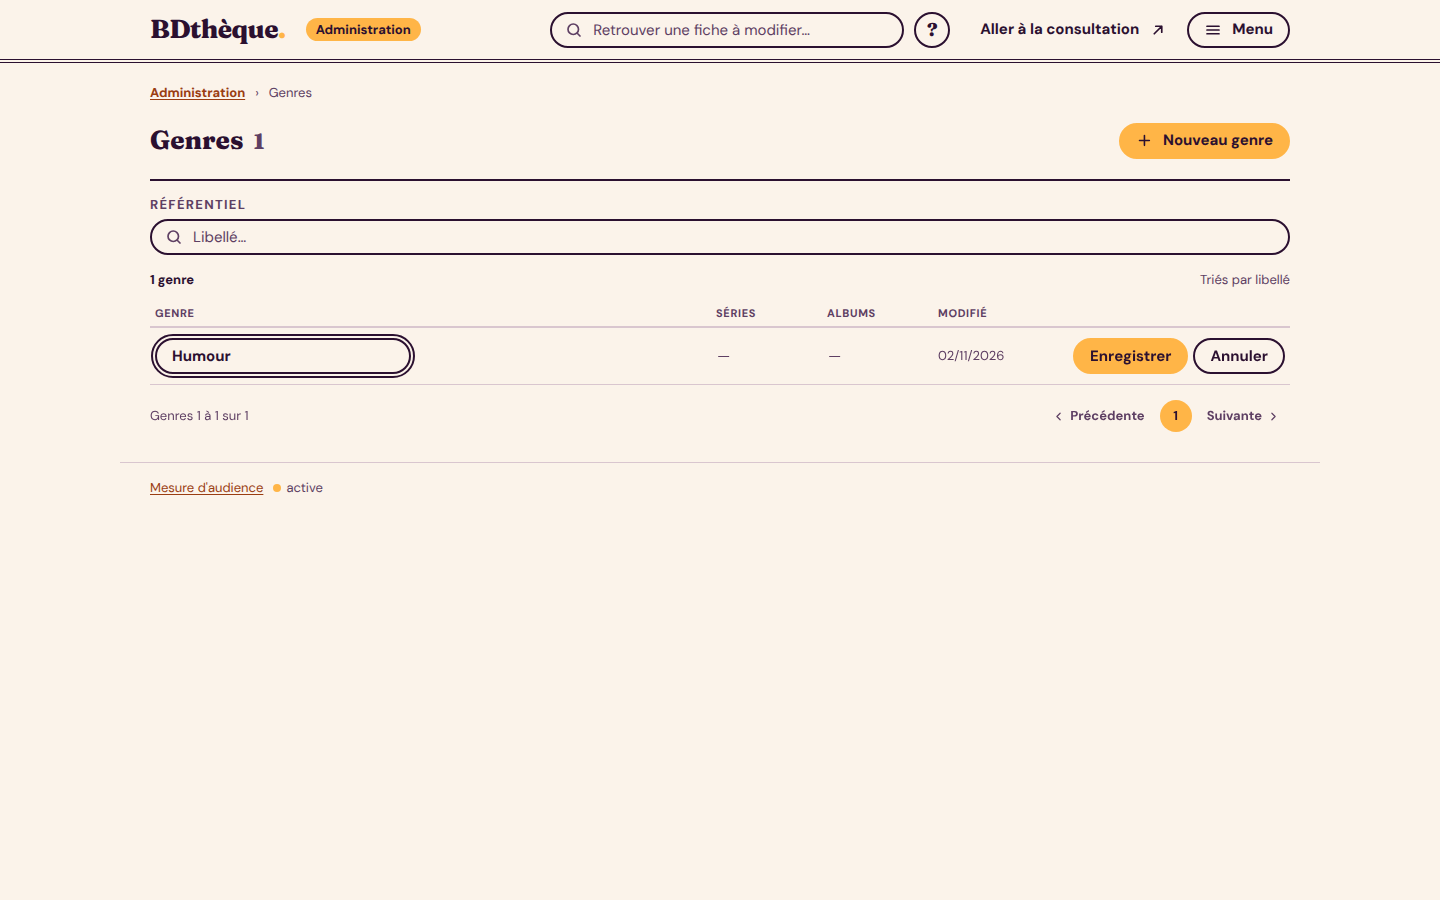 BDthèque. Administration Retrouver une fiche à modifier... ? Aller à la consultation Menu
Administration › Genres
Genres 1 Nouveau genre
RÉFÉRENTIEL
Libellé...
1 genre Triés par libellé
GENRE SÉRIES ALBUMS MODIFIÉ
Humour — — 02/11/2026 Enregistrer Annuler
Genres 1 à 1 sur 1 Précédente 1 Suivante
Mesure d'audience active